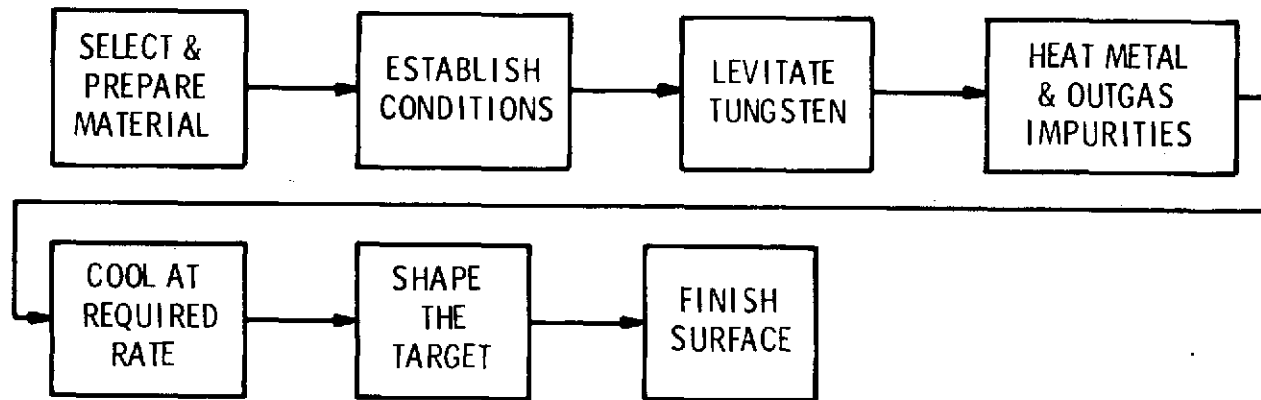 SELECT &
PREPARE
MATERIAL
ESTABLISH
CONDITIONS
LEVITATE
TUNGSTEN
HEAT METAL
& OUTGAS
IMPURITIES
COOL AT
REQUIRED
RATE
SHAPE
THE
TARGET
FINISH
SURFACE